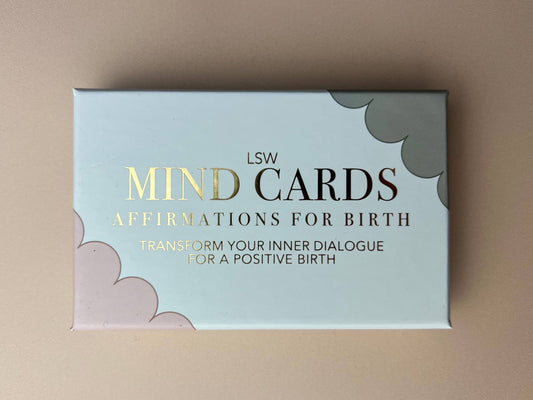 LSW
MIND CARDS
AFFIRMATIONS FOR BIRTH
TRANSFORM YOUR INNER DIALOGUE
FOR A POSITIVE BIRTH